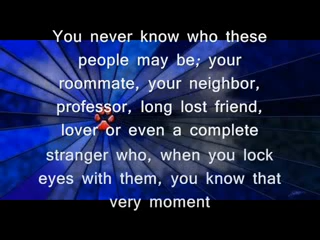 You never know who these
people may be; your
roommate, your neighbor,
professor, long lost friend,
lover or even a complete
stranger who, when you lock
eyes with them, you know that
very moment